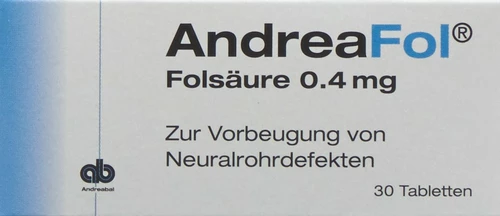 AndreaFol®
Folsäure 0.4 mg
Zur Vorbeugung von
Neuralrohrdefekten
ab
Andreabal
30 Tabletten